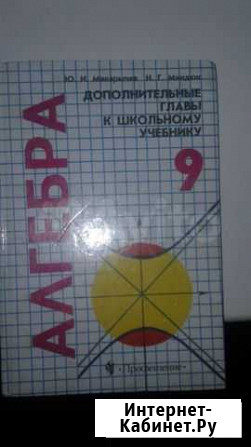 Ю. Н. Макарычев Н. Г. Миндюк
ДОПОЛНИТЕЛЬНЫЕ
ГЛАВЫ
К ШКОЛЬНОМУ
УЧЕБНИКУ
9
АЛГЕБРА
«Просвещение»
Интернет-
Кабинет.Ру